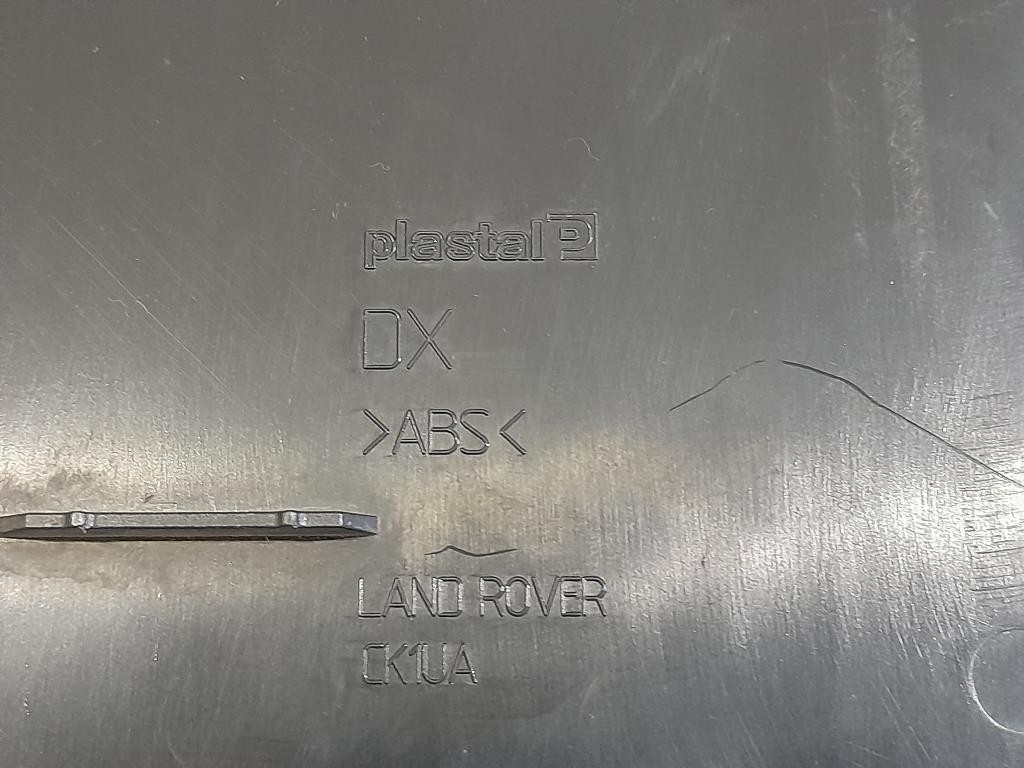 plastal P
DX
>ABS<
LAND ROVER
CK1UA